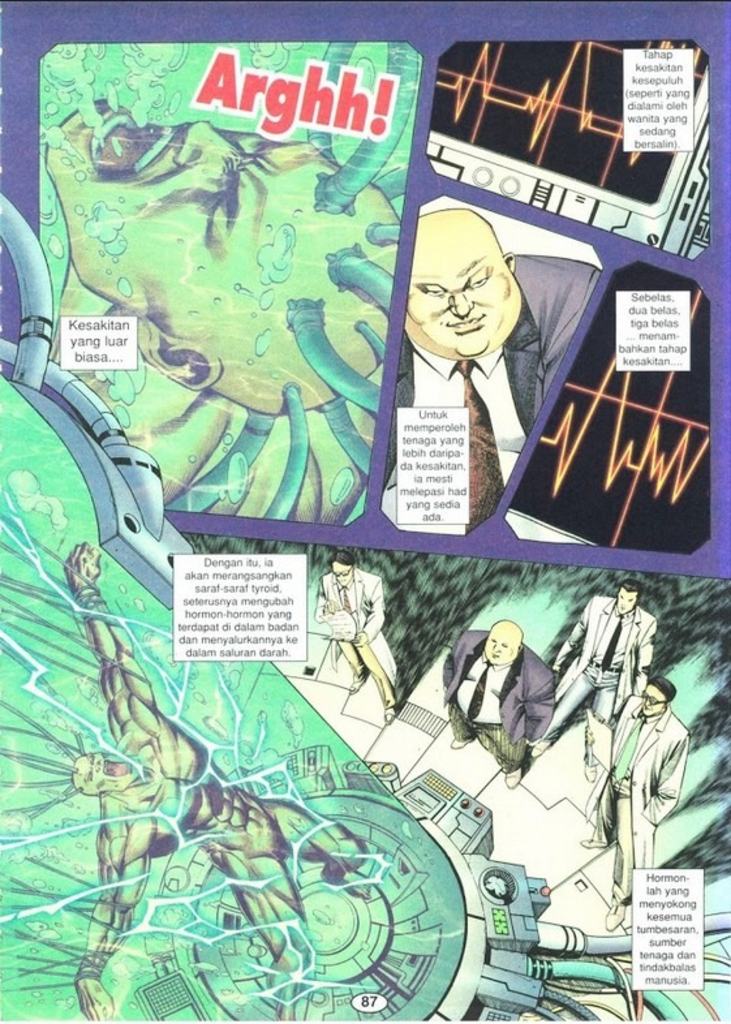 Arghh!
Kesakitan
yang luar
biasa....
Tahap
kesakitan
kesepuluh
(seperti yang
dialami oleh
wanita yang
sedang
bersalin).
Untuk
memperoleh
tenaga yang
lebih daripa-
da kesakitan,
ia mesti
melepasi had
yang sedia
ada.
Sebelas,
dua belas,
tiga belas
... menam-
bahkan tahap
kesakitan....
Dengan itu, ia
akan merangsangkan
saraf-saraf tyroid,
seterusnya mengubah
hormon-hormon yang
terdapat di dalam badan
dan menyalurkannya ke
dalam saluran darah.
Hormon-
lah yang
menyokong
kesemua
tumbesaran,
sumber
tenaga dan
tindakbalas
manusia.
87